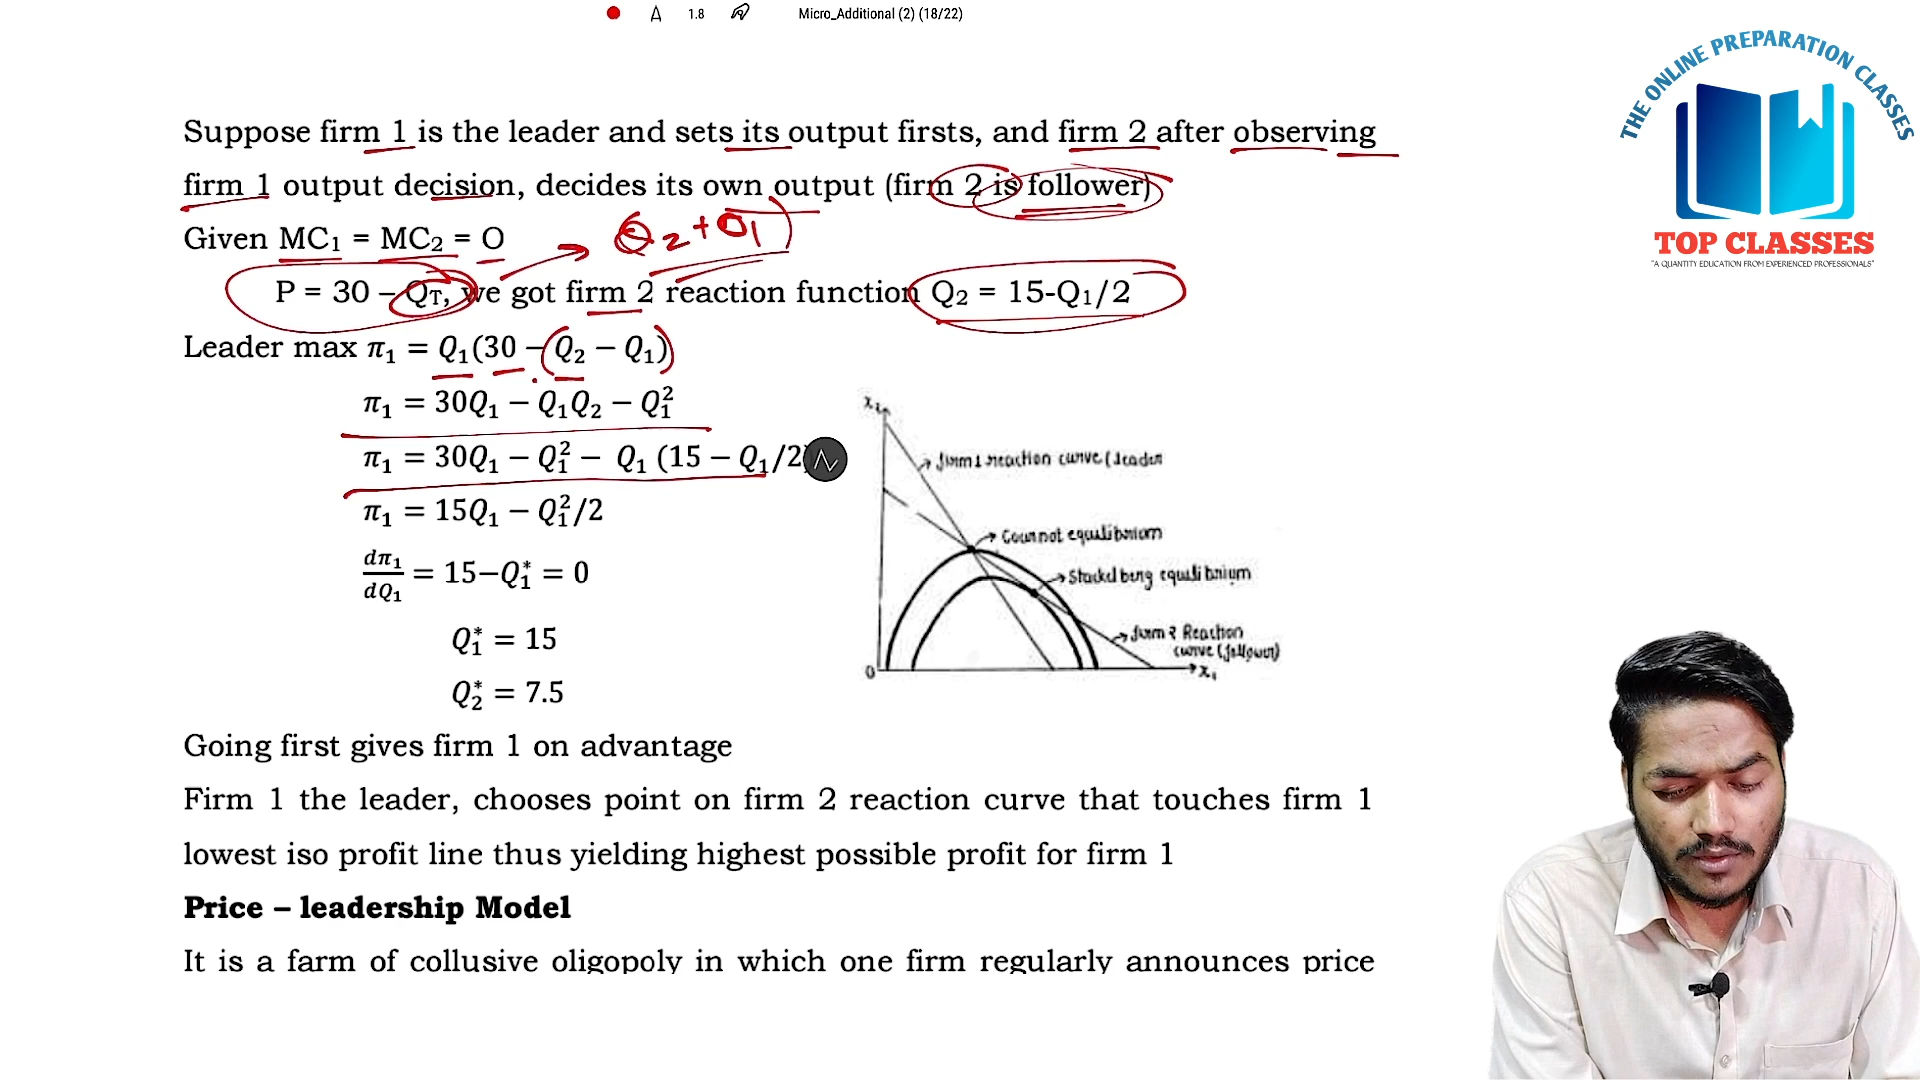 Micro_Additional (2) (18/22)
1.8
THE ONLINE PREPARATION CLASSES
TOP CLASSES
"A QUANTITY EDUCATION FROM EXPERIENCED PROFESSIONALS"
Suppose firm 1 is the leader and sets its output firsts, and firm 2 after observing
firm 1 output decision, decides its own output (firm 2 is follower)
Given MC₁ = MC₂ = O
Q₂ + Q₁
P = 30 – Q_T, we got firm 2 reaction function Q₂ = 15-Q₁/2
Leader max π₁ = Q₁(30 − Q₂ − Q₁)
π₁ = 30Q₁ − Q₁Q₂ − Q₁²
π₁ = 30Q₁ − Q₁² − Q₁ (15 − Q₁/2)
π₁ = 15Q₁ − Q₁²/2
dπ₁/dQ₁ = 15−Q₁* = 0
Q₁* = 15
Q₂* = 7.5
x₂
firm 1 reaction curve (leader
Cournot equilibrium
Stackelberg equilibrium
firm 2 Reaction
curve (follower)
0
x₁
Going first gives firm 1 on advantage
Firm 1 the leader, chooses point on firm 2 reaction curve that touches firm 1
lowest iso profit line thus yielding highest possible profit for firm 1
Price – leadership Model
It is a farm of collusive oligopoly in which one firm regularly announces price